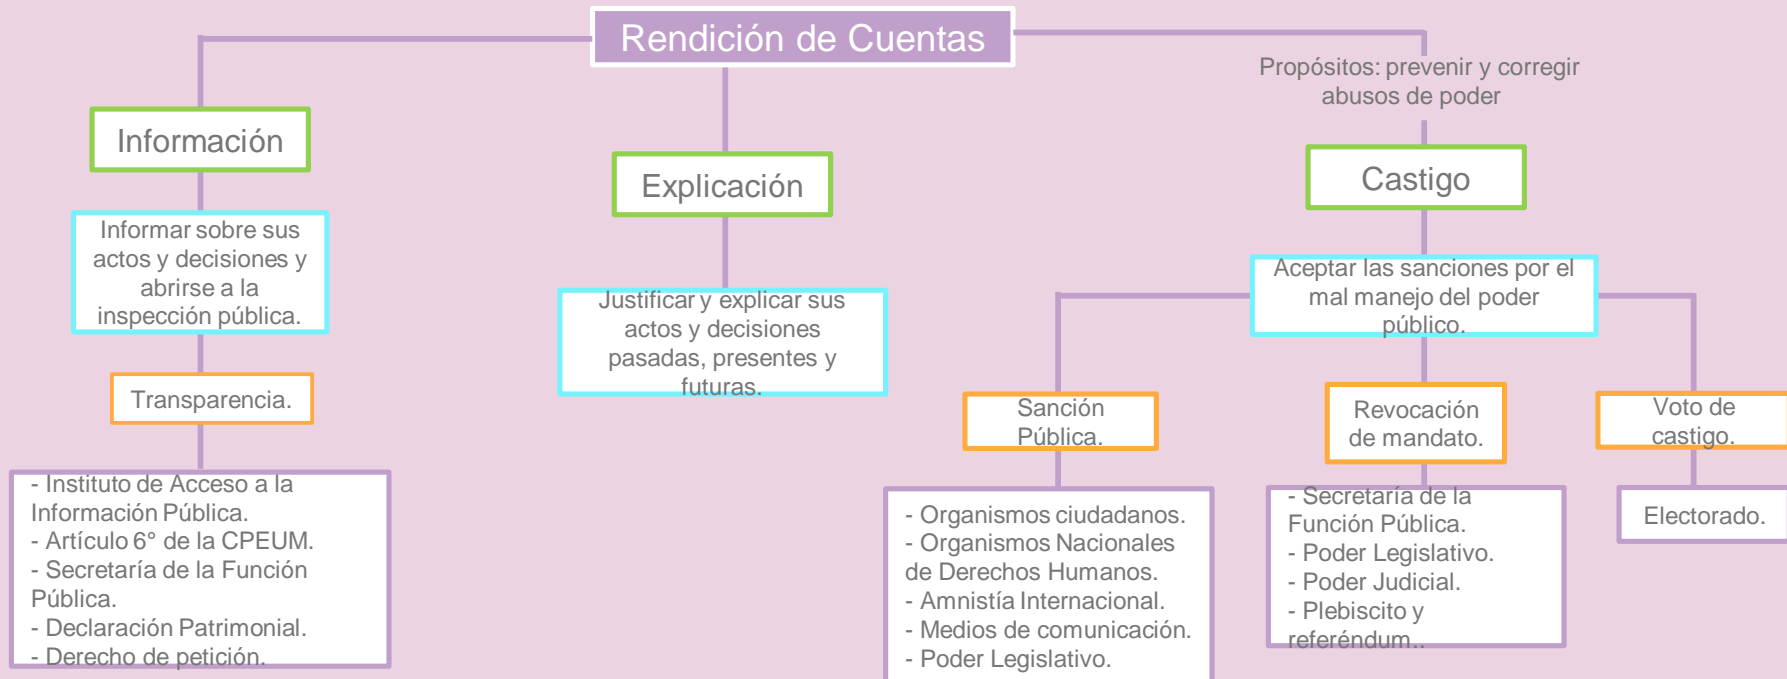 Rendición de Cuentas
Información
Informar sobre sus
actos y decisiones y
abrirse a la
inspección pública.
Transparencia.
- Instituto de Acceso a la
Información Pública.
- Artículo 6° de la CPEUM.
- Secretaría de la Función
Pública.
- Declaración Patrimonial.
- Derecho de petición.
Explicación
Justificar y explicar sus
actos y decisiones
pasadas, presentes y
futuras.
Propósitos: prevenir y corregir
abusos de poder
Castigo
Aceptar las sanciones por el
mal manejo del poder
público.
Sanción
Pública.
- Organismos ciudadanos.
- Organismos Nacionales
de Derechos Humanos.
- Amnistía Internacional.
- Medios de comunicación.
- Poder Legislativo.
Revocación
de mandato.
- Secretaría de la
Función Pública.
- Poder Legislativo.
- Poder Judicial.
- Plebiscito y
referéndum..
Voto de
castigo.
Electorado.